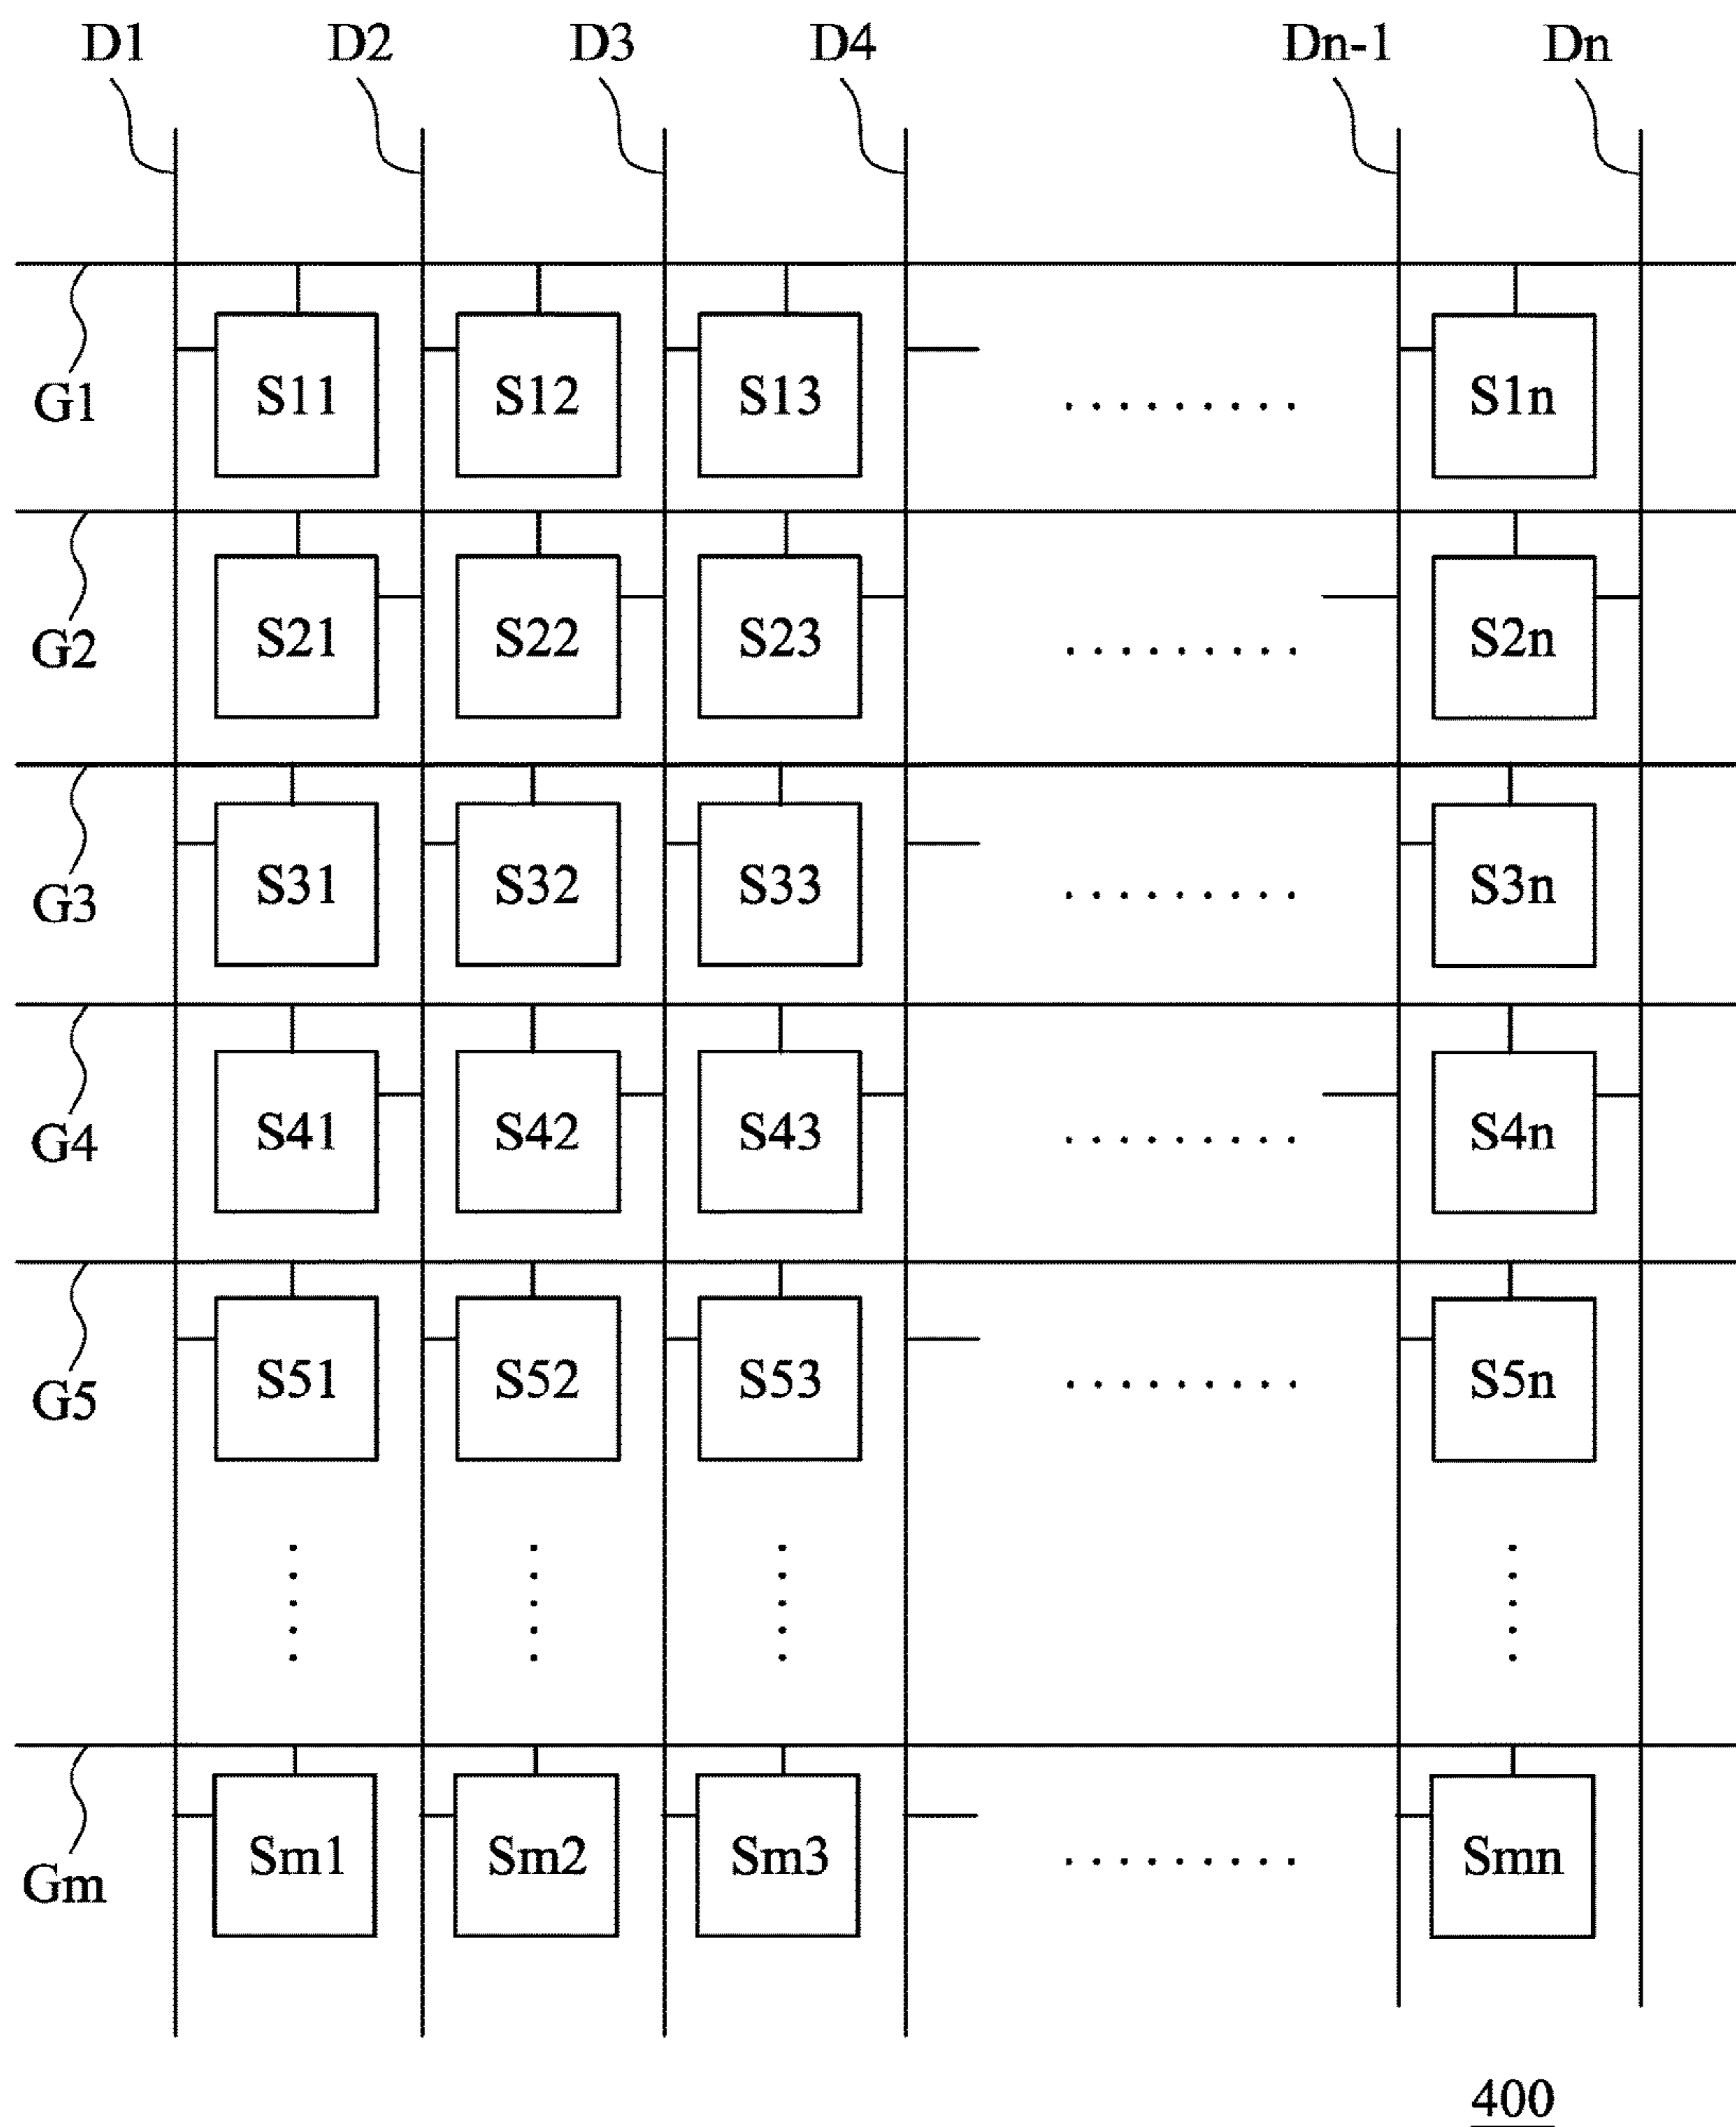 D1 D2 D3 D4 Dn-1 Dn
G1 S11 S12 S13 ......... S1n
G2 S21 S22 S23 ......... S2n
G3 S31 S32 S33 ......... S3n
G4 S41 S42 S43 ......... S4n
G5 S51 S52 S53 ......... S5n
Gm Sm1 Sm2 Sm3 ......... Smn
400